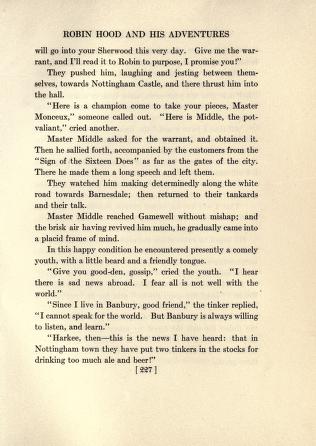 ROBIN HOOD AND HIS ADVENTURES
will go into your Sherwood this very day. Give me the war-
rant, and I'll read it to Robin to purpose, I promise you!"
They pushed him, laughing and jesting between them-
selves, towards Nottingham Castle, and there thrust him into
the hall.
"Here is a champion come to take your pieces, Master
Monceux," someone called out. "Here is Middle, the pot-
valiant," cried another.
Master Middle asked for the warrant, and obtained it.
Then he sallied forth, accompanied by the customers from the
"Sign of the Sixteen Does" as far as the gates of the city.
There he made them a long speech and left them.
They watched him making determinedly along the white
road towards Barnesdale; then returned to their tankards
and their talk.
Master Middle reached Gamewell without mishap; and
the brisk air having revived him much, he gradually came into
a placid frame of mind.
In this happy condition he encountered presently a comely
youth, with a little beard and a friendly tongue.
"Give you good-den, gossip," cried the youth. "I hear
there is sad news abroad. I fear all is not well with the
world."
"Since I live in Banbury, good friend," the tinker replied,
"I cannot speak for the world. But Banbury is always willing
to listen, and learn."
"Harkee, then—this is the news I have heard: that in
Nottingham town they have put two tinkers in the stocks for
drinking too much ale and beer!"
[ 227 ]